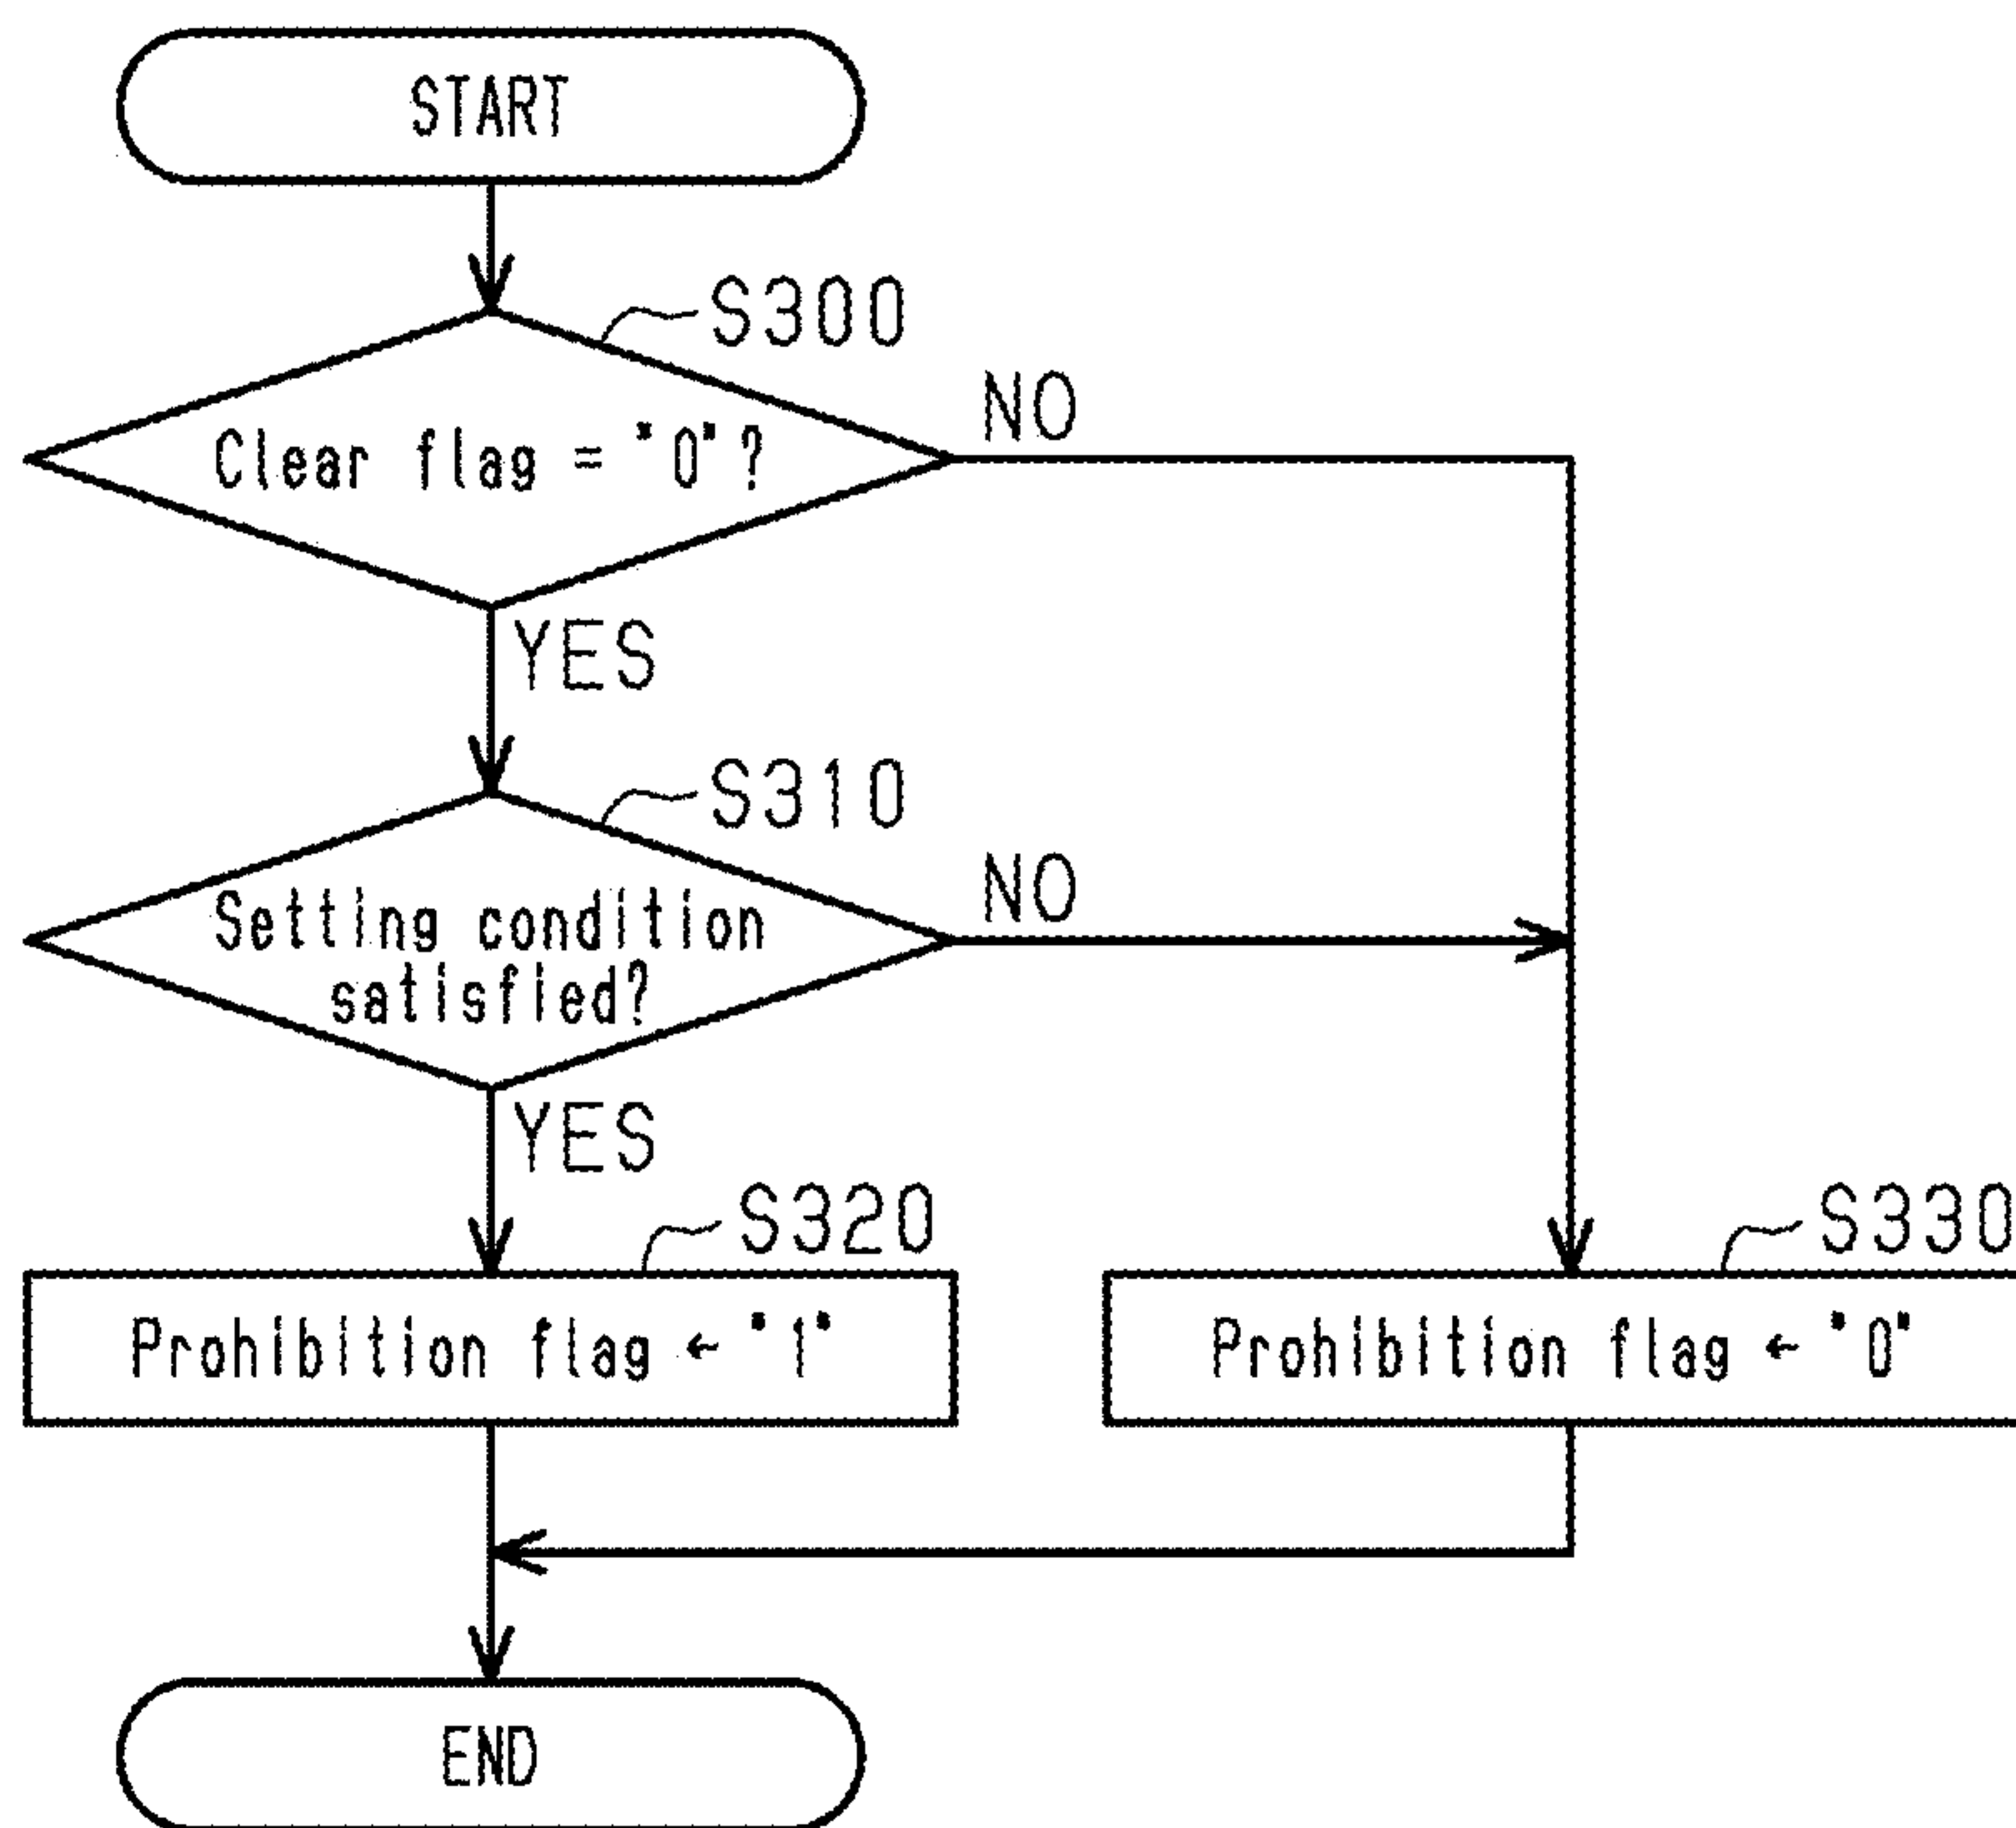 START
S300
Clear flag = "0"?
NO
YES
S310
NO
Setting condition
satisfied?
YES
S320
S330
Prohibition flag ← "1"
Prohibition flag ← "0"
END